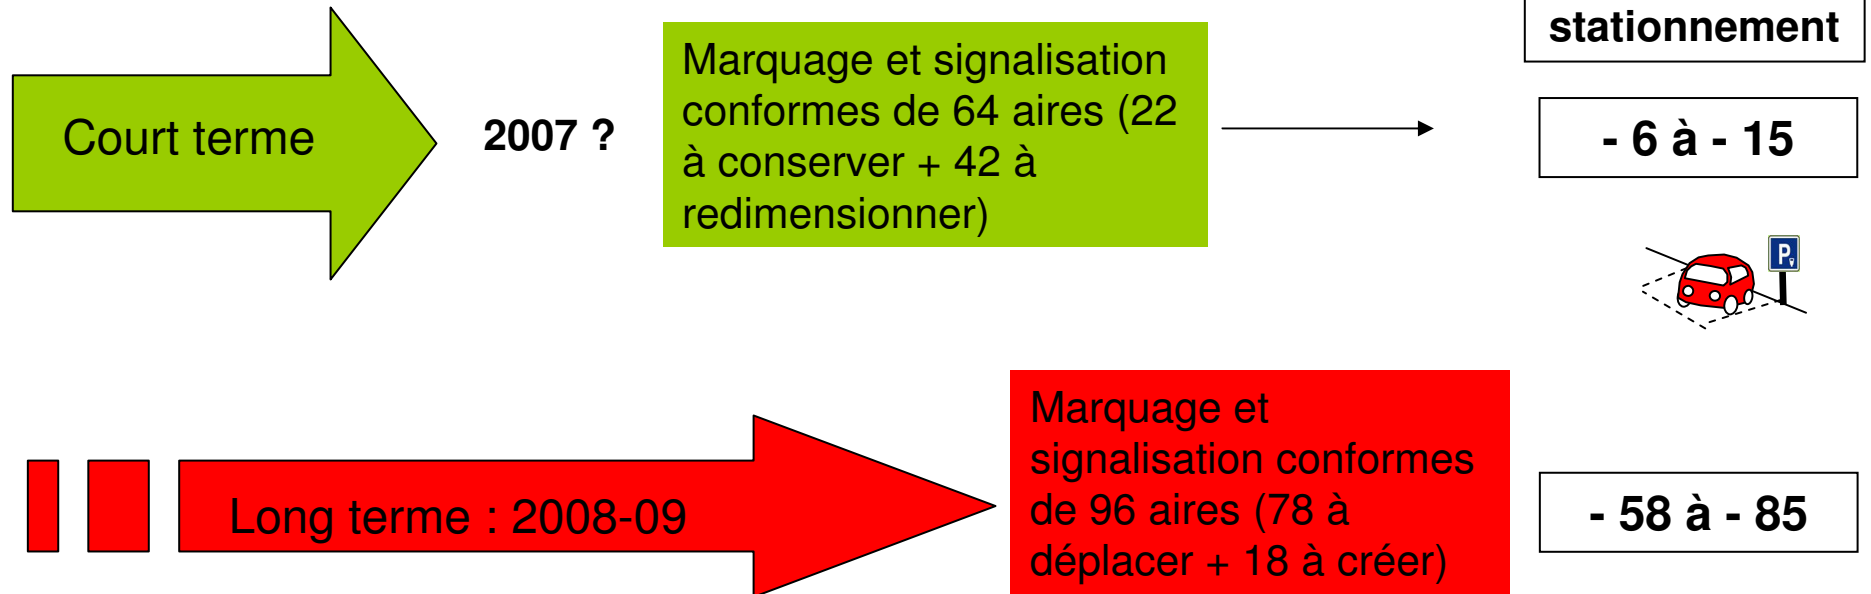 stationnement
Court terme
2007 ?
Marquage et signalisation
conformes de 64 aires (22
à conserver + 42 à
redimensionner)
- 6 à - 15
P
Long terme : 2008-09
Marquage et
signalisation conformes
de 96 aires (78 à
déplacer + 18 à créer)
- 58 à - 85